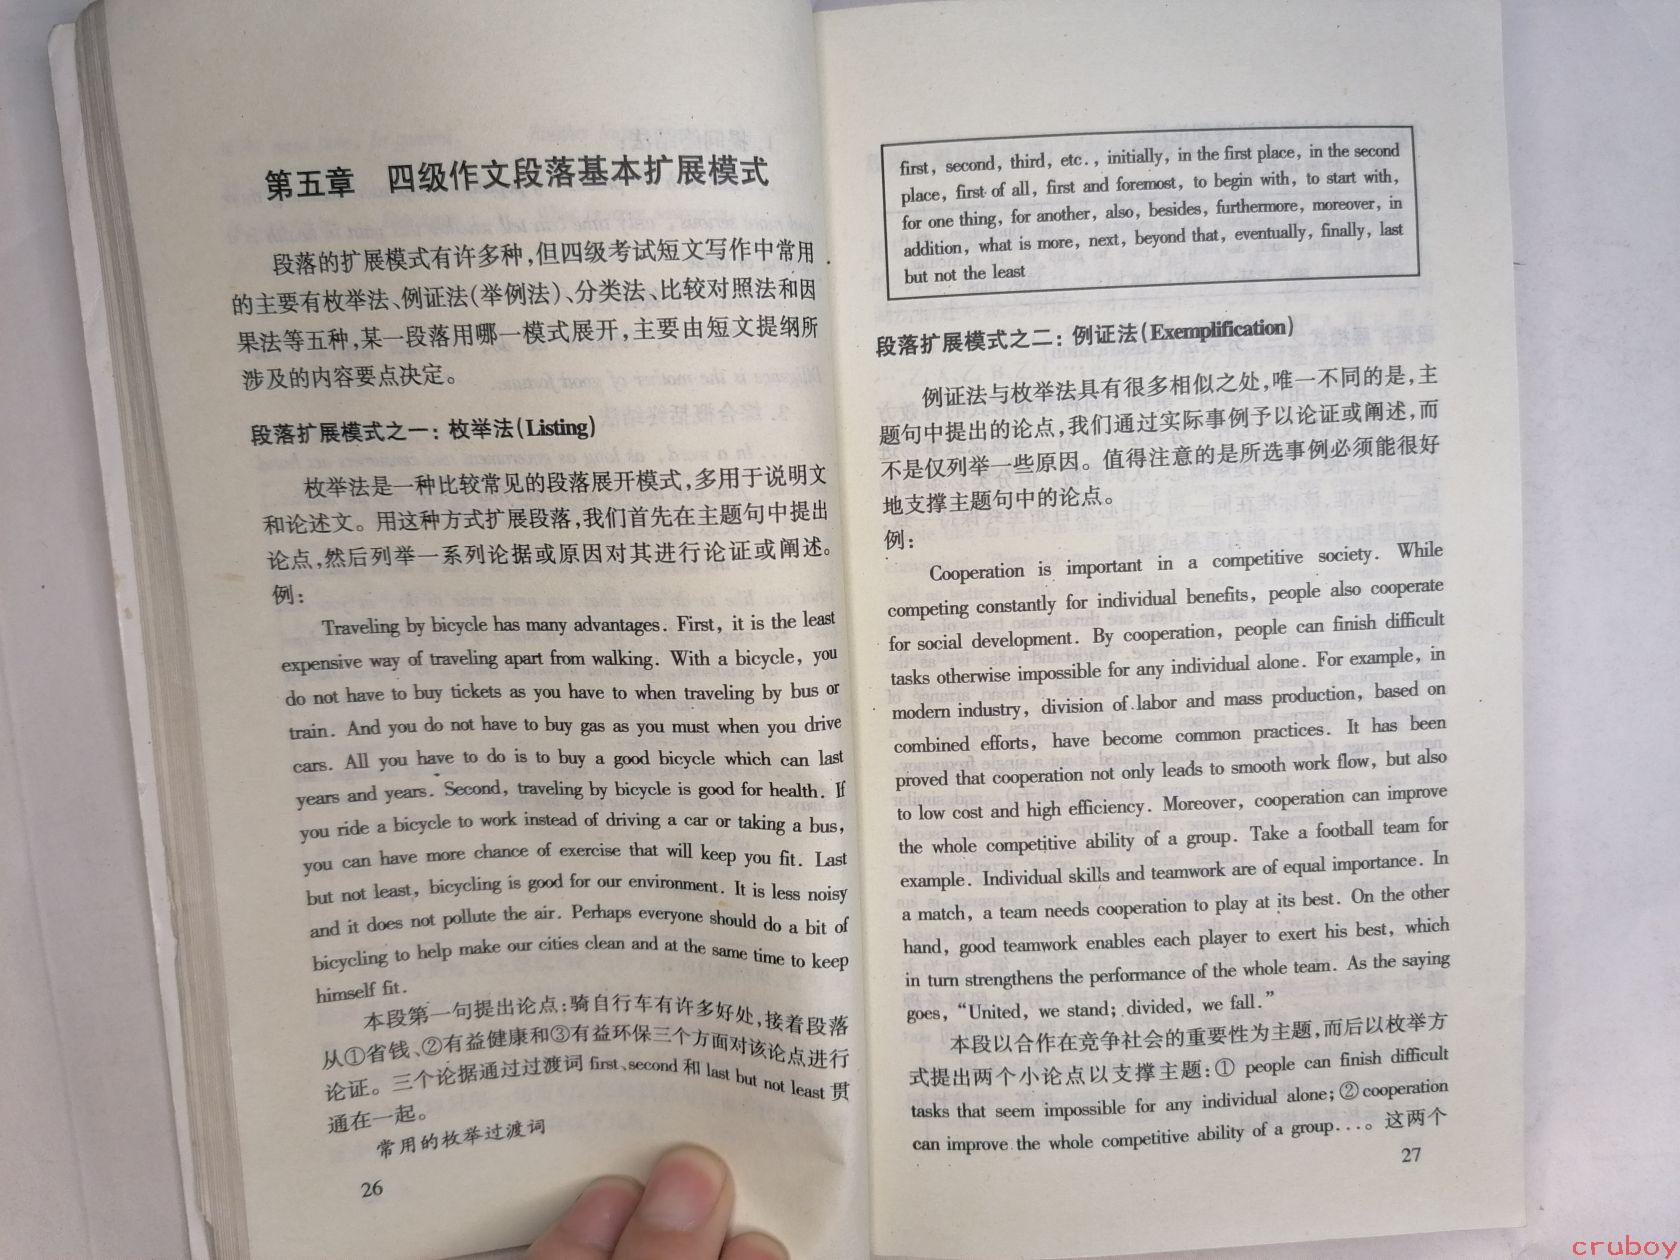 第五章 四级作文段落基本扩展模式
段落的扩展模式有许多种,但四级考试短文写作中常用
的主要有枚举法、例证法(举例法)、分类法、比较对照法和因
果法等五种,某一段落用哪一模式展开,主要由短文提纲所
涉及的内容要点决定。
段落扩展模式之一:枚举法(Listing)
枚举法是一种比较常见的段落展开模式,多用于说明文
和论述文。用这种方式扩展段落,我们首先在主题句中提出
论点,然后列举一系列论据或原因对其进行论证或阐述。
例:
Traveling by bicycle has many advantages. First, it is the least
expensive way of traveling apart from walking. With a bicycle, you
do not have to buy tickets as you have to when traveling by bus or
train. And you do not have to buy gas as you must when you drive
cars. All you have to do is to buy a good bicycle which can last
years and years. Second, traveling by bicycle is good for health. If
you ride a bicycle to work instead of driving a car or taking a bus,
you can have more chance of exercise that will keep you fit. Last
but not least, bicycling is good for our environment. It is less noisy
and it does not pollute the air. Perhaps everyone should do a bit of
bicycling to help make our cities clean and at the same time to keep
himself fit.
本段第一句提出论点:骑自行车有许多好处,接着段落
从①省钱、②有益健康和③有益环保三个方面对该论点进行
论证。三个论据通过过渡词 first、second 和 last but not least 贯
通在一起。
常用的枚举过渡词
26
first, second, third, etc., initially, in the first place, in the second
place, first of all, first and foremost, to begin with, to start with,
for one thing, for another, also, besides, furthermore, moreover, in
addition, what is more, next, beyond that, eventually, finally, last
but not the least
段落扩展模式之二:例证法(Exemplification)
例证法与枚举法具有很多相似之处,唯一不同的是,主
题句中提出的论点,我们通过实际事例予以论证或阐述,而
不是仅列举一些原因。值得注意的是所选事例必须能很好
地支撑主题句中的论点。
例:
Cooperation is important in a competitive society. While
competing constantly for individual benefits, people also cooperate
for social development. By cooperation, people can finish difficult
tasks otherwise impossible for any individual alone. For example, in
modern industry, division of labor and mass production, based on
combined efforts, have become common practices. It has been
proved that cooperation not only leads to smooth work flow, but also
to low cost and high efficiency. Moreover, cooperation can improve
the whole competitive ability of a group. Take a football team for
example. Individual skills and teamwork are of equal importance. In
a match, a team needs cooperation to play at its best. On the other
hand, good teamwork enables each player to exert his best, which
in turn strengthens the performance of the whole team. As the saying
goes, "United, we stand; divided, we fall."
本段以合作在竞争社会的重要性为主题,而后以枚举方
式提出两个小论点以支撑主题:① people can finish difficult
tasks that seem impossible for any individual alone;② cooperation
can improve the whole competitive ability of a group...。这两个
27
cruboy